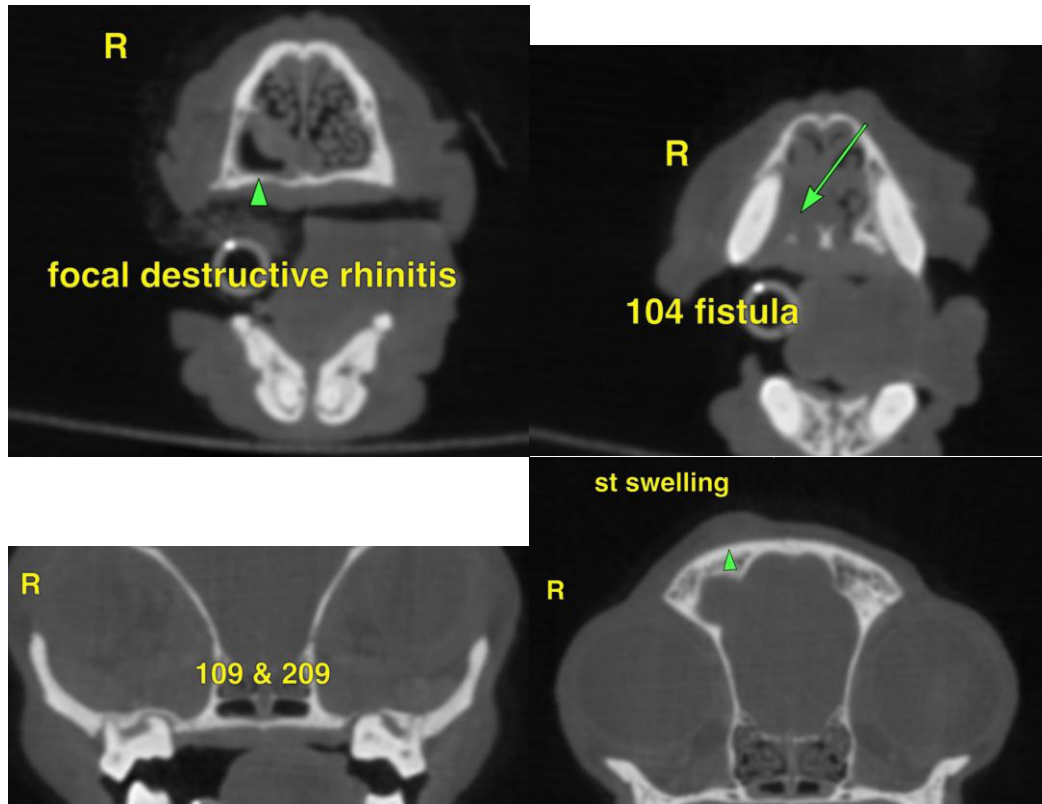 R
focal destructive rhinitis
R
104 fistula
R
109 & 209
st swelling
R